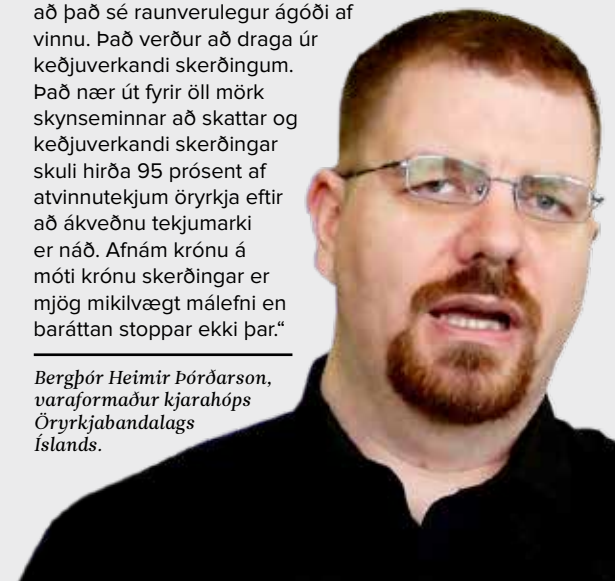 að það sé raunverulegur ágóði af
vinnu. Það verður að draga úr
keðjuverkandi skerðingum.
Það nær út fyrir öll mörk
skynseminnar að skattar og
keðjuverkandi skerðingar
skuli hirða 95 prósent af
atvinnutekjum öryrkja eftir
að ákveðnu tekjumarki
er náð. Afnám krónu á
móti krónu skerðingar er
mjög mikilvægt málefni en
baráttan stoppar ekki þar.“
Bergþór Heimir Þórðarson,
varaformaður kjarahóps
Öryrkjabandalags
Íslands.